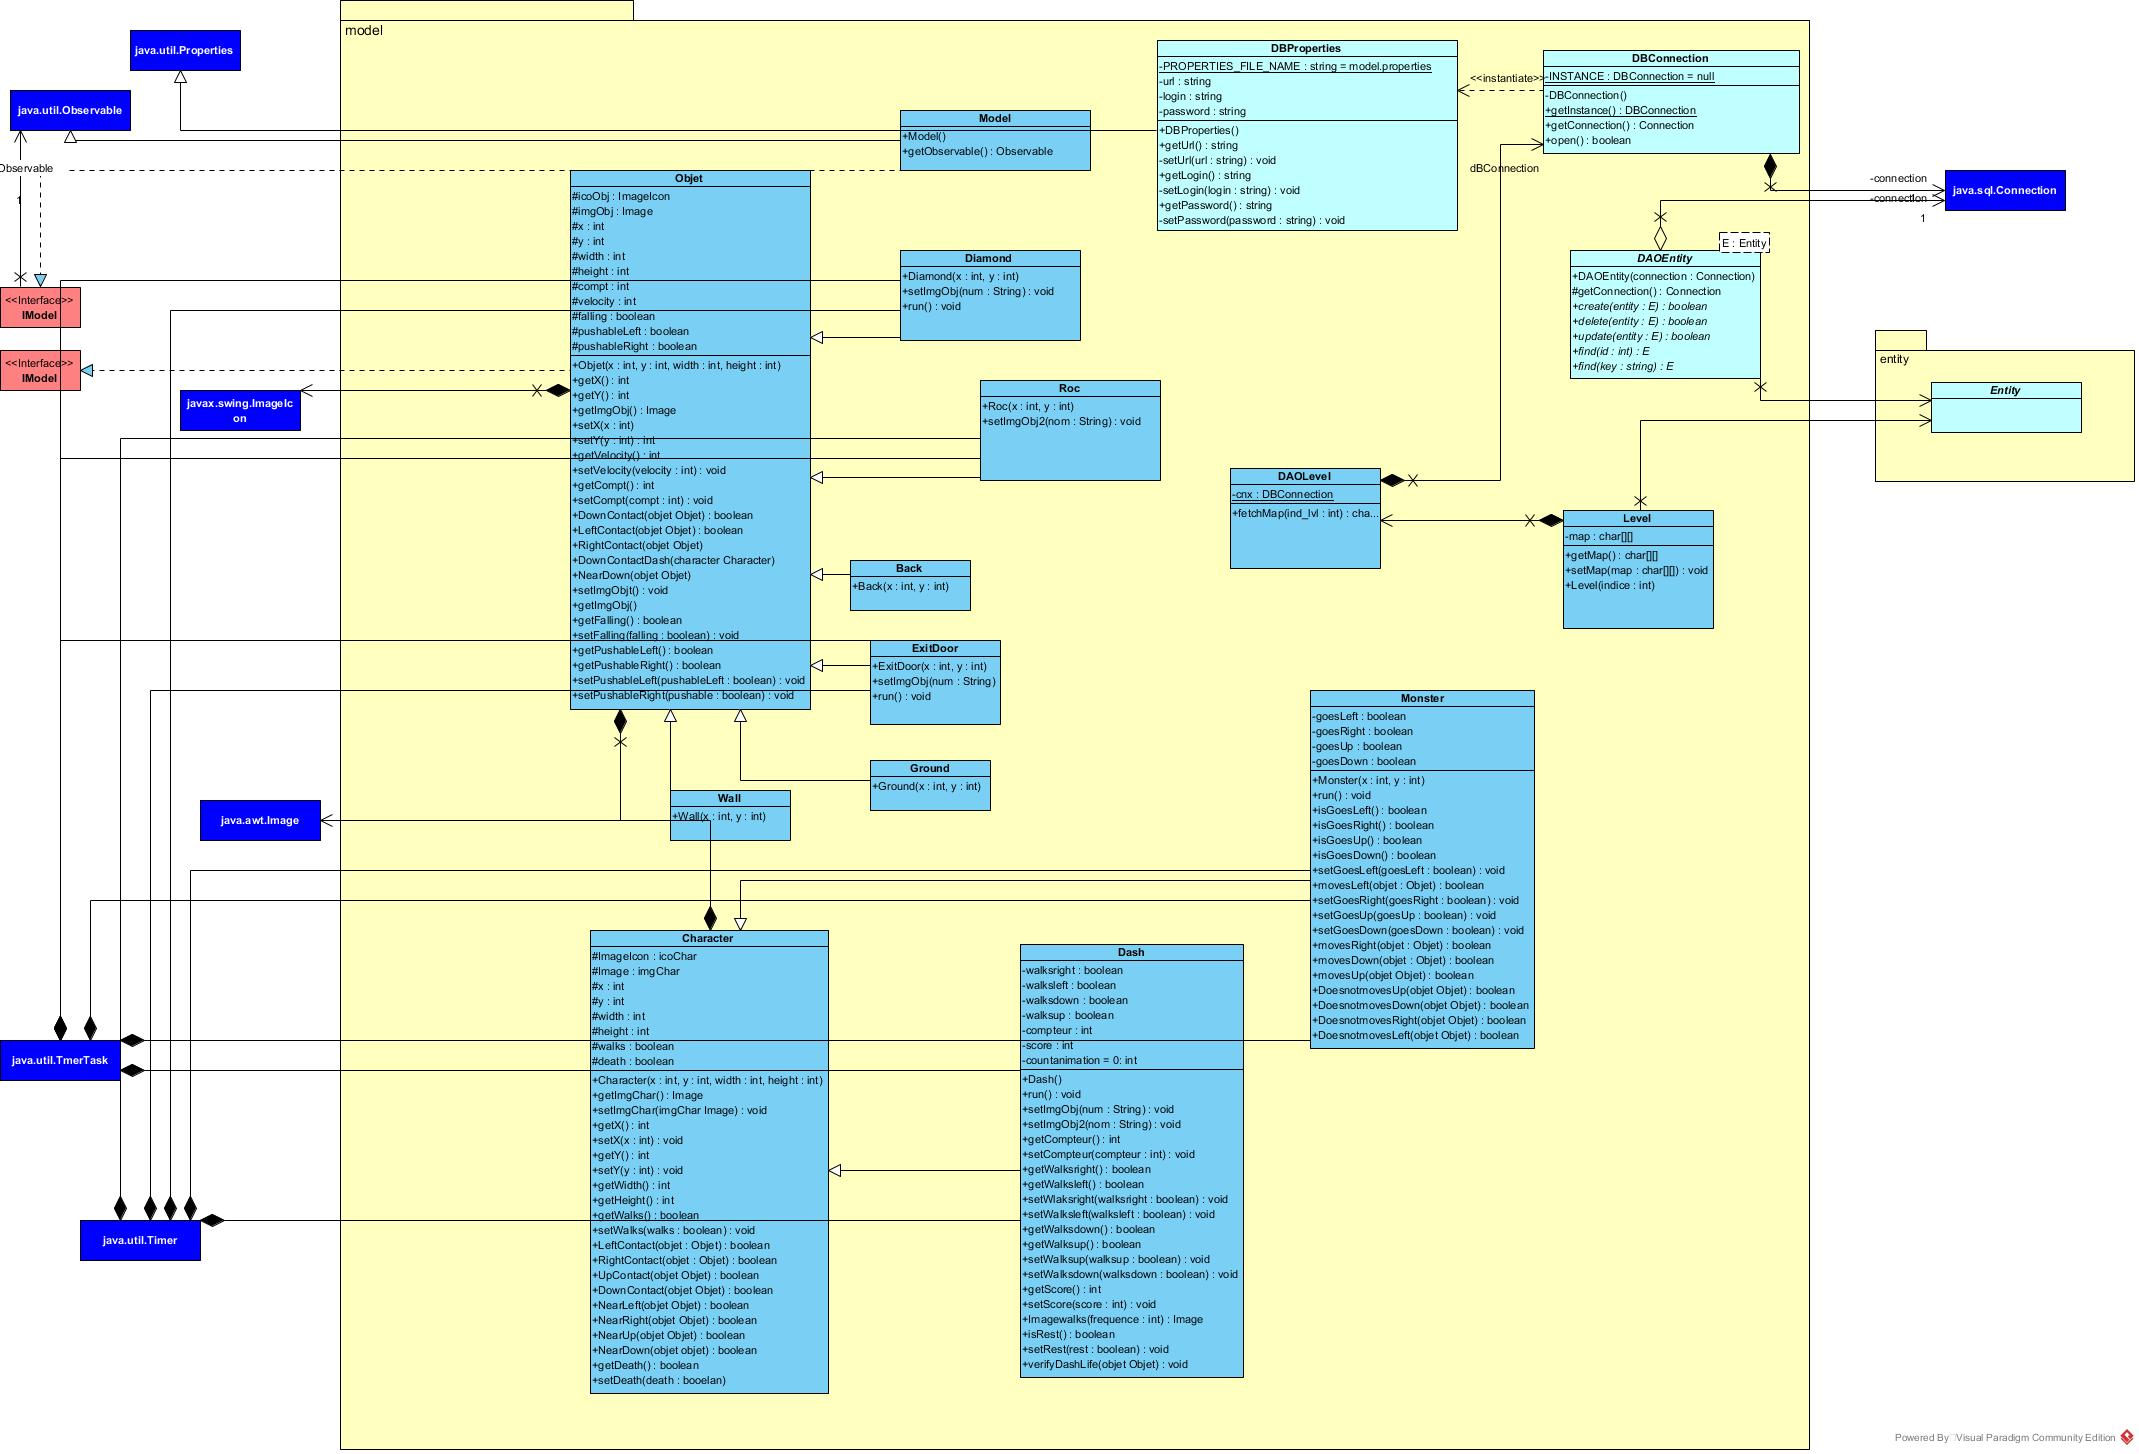 model
java.util.Properties
java.util.Observable
Observable
1
<<Interface>>
IModel
<<Interface>>
IModel
javax.swing.ImageIc
on
java.awt.Image
java.util.TmerTask
java.util.Timer
Model
+Model()
+getObservable() : Observable
Objet
#icoObj : ImageIcon
#imgObj : Image
#x : int
#y : int
#width : int
#height : int
#compt : int
#velocity : int
#falling : boolean
#pushableLeft : boolean
#pushableRight : boolean
+Objet(x : int, y : int, width : int, height : int)
+getX() : int
+getY() : int
+getImgObj() : Image
+setX(x : int)
+setY(y : int) : int
+getVelocity() : int
+setVelocity(velocity : int) : void
+getCompt() : int
+setCompt(compt : int) : void
+DownContact(objet Objet) : boolean
+LeftContact(objet Objet) : boolean
+RightContact(objet Objet)
+DownContactDash(character Character)
+NearDown(objet Objet)
+setImgObjt() : void
+getImgObj()
+getFalling() : boolean
+setFalling(falling : boolean) : void
+getPushableLeft() : boolean
+getPushableRight() : boolean
+setPushableLeft(pushableLeft : boolean) : void
+setPushableRight(pushable : boolean) : void
Diamond
+Diamond(x : int, y : int)
+setImgObj(num : String) : void
+run() : void
Roc
+Roc(x : int, y : int)
+setImgObj2(nom : String) : void
Back
+Back(x : int, y : int)
ExitDoor
+ExitDoor(x : int, y : int)
+setImgObj(num : String)
+run() : void
Ground
+Ground(x : int, y : int)
Wall
+Wall(x : int, y : int)
DBProperties
-PROPERTIES_FILE_NAME : string = model.properties
-url : string
-login : string
-password : string
+DBProperties()
+getUrl() : string
-setUrl(url : string) : void
+getLogin() : string
-setLogin(login : string) : void
+getPassword() : string
-setPassword(password : string) : void
<<instantiate>>
DBConnection
-INSTANCE : DBConnection = null
-DBConnection()
+getInstance() : DBConnection
+getConnection() : Connection
+open() : boolean
dBConnection
-connection
-connection
1
java.sql.Connection
E : Entity
DAOEntity
+DAOEntity(connection : Connection)
#getConnection() : Connection
+create(entity : E) : boolean
+delete(entity : E) : boolean
+update(entity : E) : boolean
+find(id : int) : E
+find(key : string) : E
entity
Entity
DAOLevel
-cnx : DBConnection
+fetchMap(ind_lvl : int) : cha...
Level
-map : char[][]
+getMap() : char[][]
+setMap(map : char[][]) : void
+Level(indice : int)
Monster
-goesLeft : boolean
-goesRight : boolean
-goesUp : boolean
-goesDown : boolean
+Monster(x : int, y : int)
+run() : void
+isGoesLeft() : boolean
+isGoesRight() : boolean
+isGoesUp() : boolean
+isGoesDown() : boolean
+setGoesLeft(goesLeft : boolean) : void
+movesLeft(objet : Objet) : boolean
+setGoesRight(goesRight : boolean) : void
+setGoesUp(goesUp : boolean) : void
+setGoesDown(goesDown : boolean) : void
+movesRight(objet : Objet) : boolean
+movesDown(objet : Objet) : boolean
+movesUp(objet Objet) : boolean
+DoesnotmovesUp(objet Objet) : boolean
+DoesnotmovesDown(objet Objet) : boolean
+DoesnotmovesRight(objet Objet) : boolean
+DoesnotmovesLeft(objet Objet) : boolean
Character
#ImageIcon : icoChar
#Image : imgChar
#x : int
#y : int
#width : int
#height : int
#walks : boolean
#death : boolean
+Character(x : int, y : int, width : int, height : int)
+getImgChar() : Image
+setImgChar(imgChar Image) : void
+getX() : int
+setX(x : int) : void
+getY() : int
+setY(y : int) : void
+getWidth() : int
+getHeight() : int
+getWalks() : boolean
+setWalks(walks : boolean) : void
+LeftContact(objet : Objet) : boolean
+RightContact(objet : Objet) : boolean
+UpContact(objet Objet) : boolean
+DownContact(objet Objet) : boolean
+NearLeft(objet Objet) : boolean
+NearRight(objet Objet) : boolean
+NearUp(objet Objet) : boolean
+NearDown(objet objet) : boolean
+getDeath() : boolean
+setDeath(death : booelan)
Dash
-walksright : boolean
-walksleft : boolean
-walksdown : boolean
-walksup : boolean
-compteur : int
-score : int
-countanimation = 0: int
+Dash()
+run() : void
+setImgObj(num : String) : void
+setImgObj2(nom : String) : void
+getCompteur() : int
+setCompteur(compteur : int) : void
+getWalksright() : boolean
+getWalksleft() : boolean
+setWlaksright(walksright : boolean) : void
+setWalksleft(walksleft : boolean) : void
+getWalksdown() : boolean
+getWalksup() : boolean
+setWalksup(walksup : boolean) : void
+setWalksdown(walksdown : boolean) : void
+getScore() : int
+setScore(score : int) : void
+Imagewalks(frequence : int) : Image
+isRest() : boolean
+setRest(rest : boolean) : void
+verifyDashLife(objet Objet) : void
Powered By Visual Paradigm Community Edition